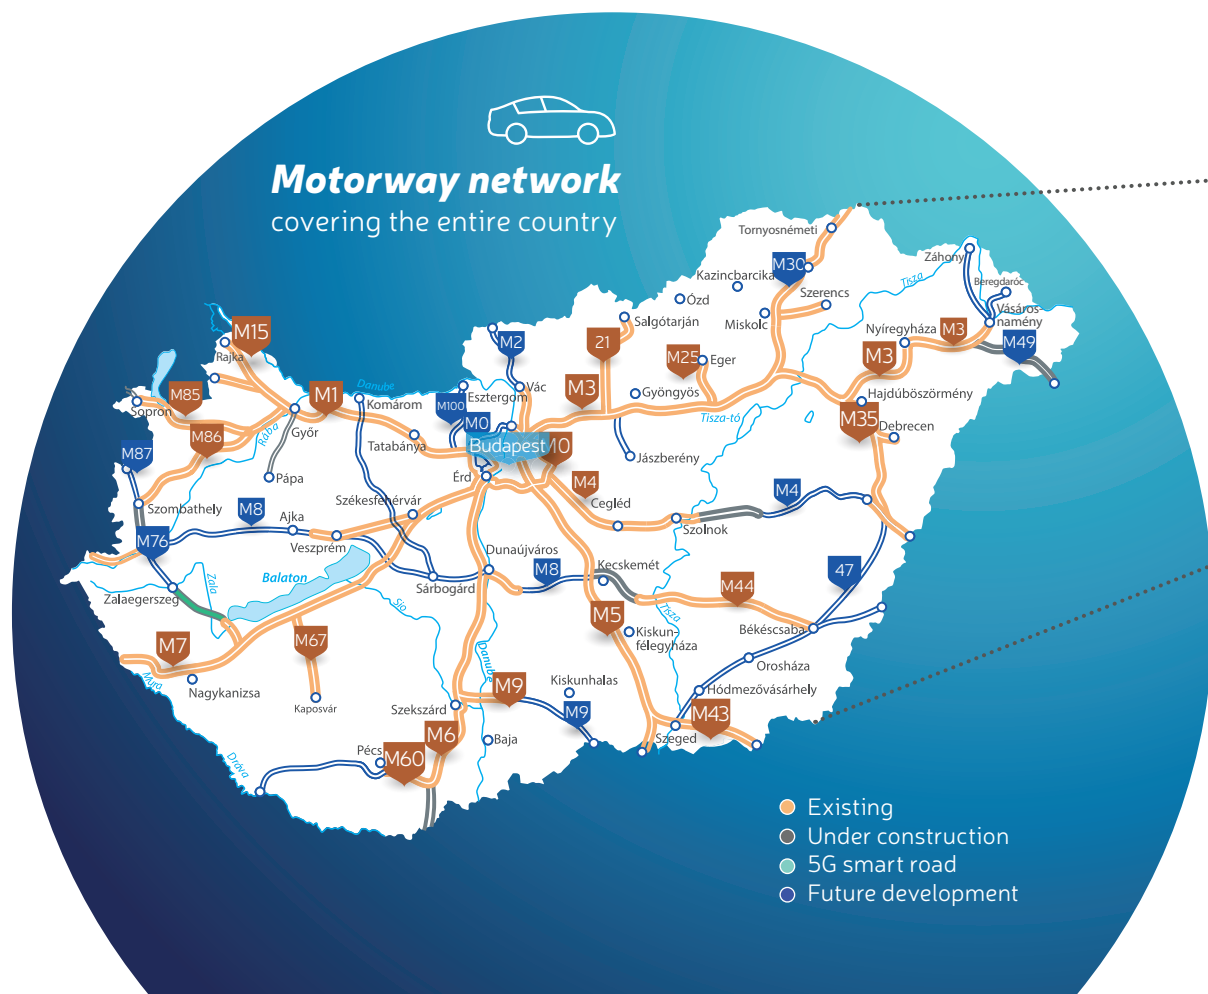 Motorway network
covering the entire country
Tornyosnémeti
Záhony
Tisza
M30
Kazincbarcika
Beregdaróc
Szerencs
Ózd
Vásáros-
námény
M15
Salgótarján
Miskolc
M3
Nyíregyháza
M2
21
M49
Rajka
M3
M25
Eger
Danube
Vác
M3
Gyöngyös
Hajdúböszörmény
M85
M1
Esztergom
Komárom
M100
Sopron
Tisza-tó
M35
Debrecen
M0
Győr
Rába
M86
Tatabánya
Budapest
M87
Jászberény
Érd
Pápa
M4
M4
Székesfehérvár
Cegléd
Szombathely
M8
Ajka
Szolnok
M76
Veszprém
Dunaújváros
Kecskemét
M8
47
Balaton
Zala
Sárbogárd
M44
Zalaegerszeg
Sio
Tisza
M5
Békéscsaba
M7
M67
Kiskun-
félegyháza
Danube
Orosháza
Mura
Nagykanizsa
M9
Kiskunhalas
Hódmezővásárhely
Kaposvár
Szekszárd
M9
M43
M6
Baja
Szeged
Pécs
M60
Dráva
Existing
Under construction
5G smart road
Future development